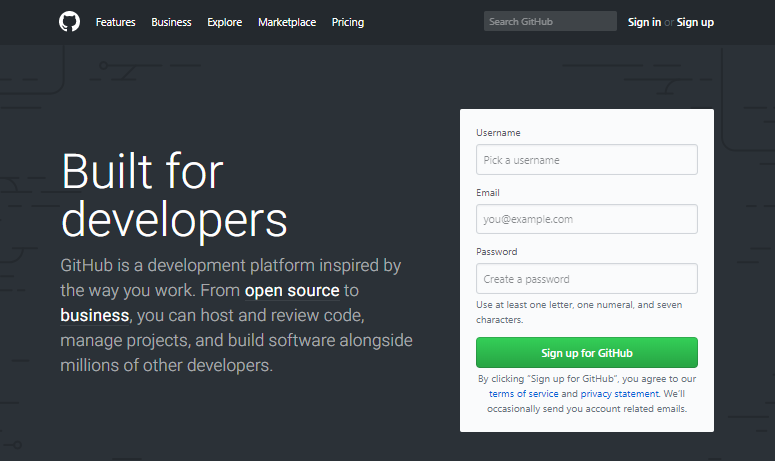 Features Business Explore Marketplace Pricing Search GitHub Sign in or Sign up
Built for
developers
GitHub is a development platform inspired by
the way you work. From open source to
business, you can host and review code,
manage projects, and build software alongside
millions of other developers.
Username
Pick a username
Email
you@example.com
Password
Create a password
Use at least one letter, one numeral, and seven
characters.
Sign up for GitHub
By clicking “Sign up for GitHub”, you agree to our
terms of service and privacy statement. We’ll
occasionally send you account related emails.